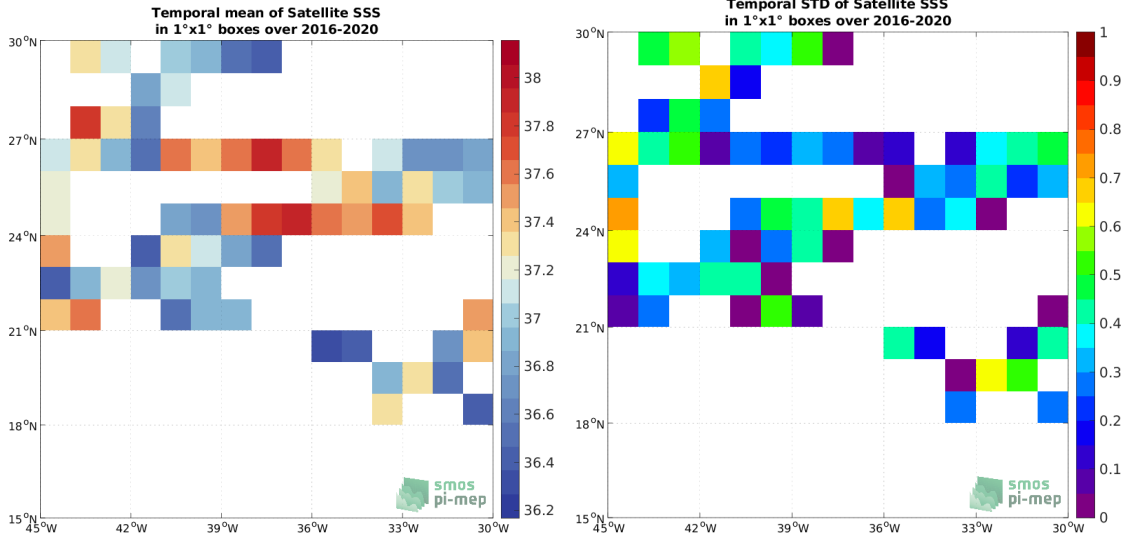 Temporal mean of Satellite SSS
in 1°x1° boxes over 2016-2020
30°N
27°N
24°N
21°N
18°N
15°N
45°W
42°W
39°W
36°W
33°W
30°W
38
37.8
37.6
37.4
37.2
37
36.8
36.6
36.4
36.2
smos
pi-mep
Temporal STD of Satellite SSS
in 1°x1° boxes over 2016-2020
30°N
27°N
24°N
21°N
18°N
15°N
45°W
42°W
39°W
36°W
33°W
30°W
1
0.9
0.8
0.7
0.6
0.5
0.4
0.3
0.2
0.1
0
smos
pi-mep